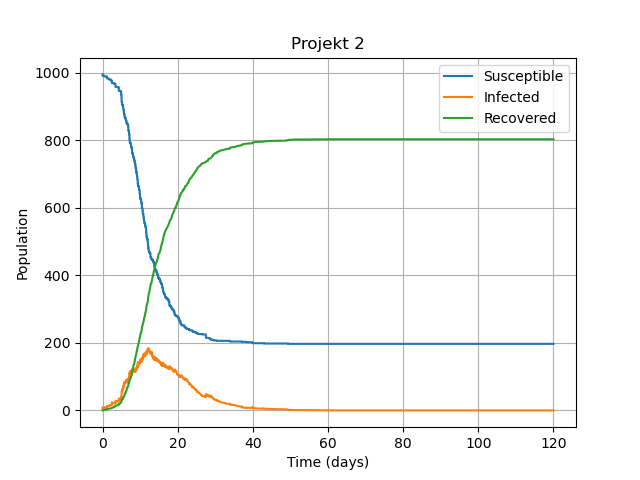 Projekt 2
Susceptible
Infected
Recovered
1000
800
600
400
200
0
Population
0 20 40 60 80 100 120
Time (days)